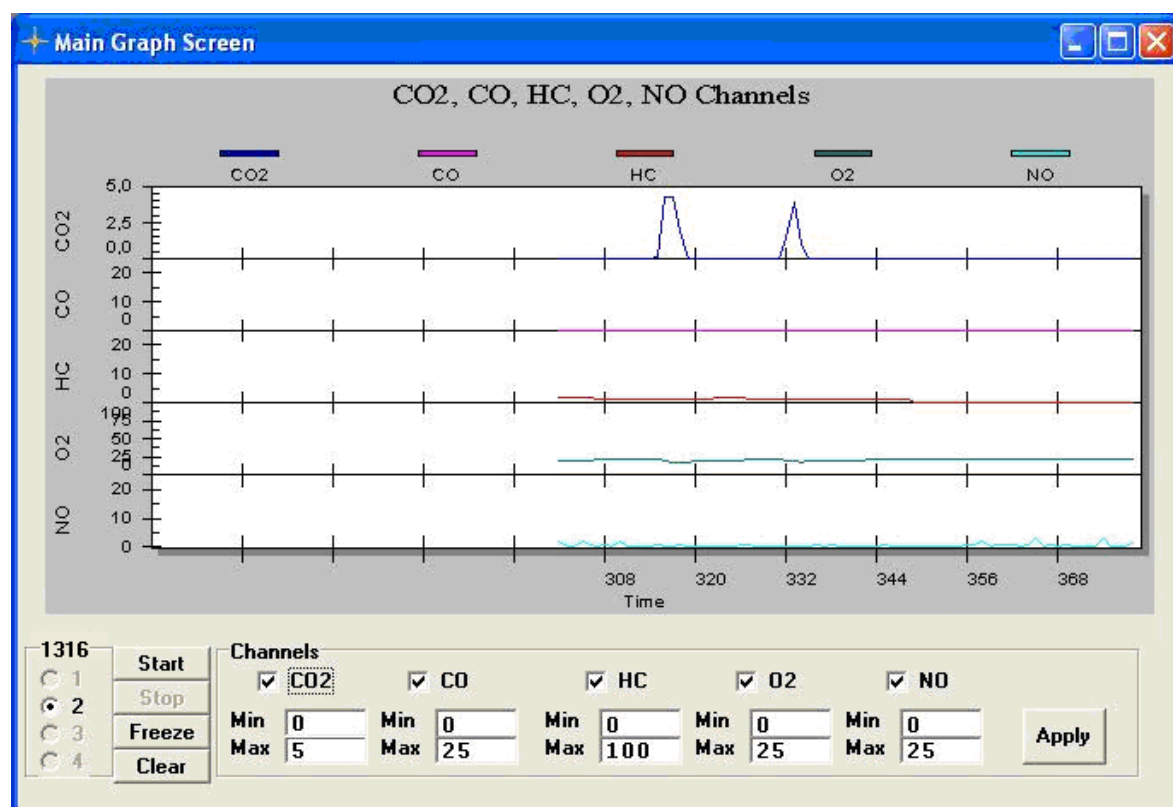 Main Graph Screen
CO2, CO, HC, O2, NO Channels
CO2 CO HC O2 NO
CO2
5,0
2,5
0,0
CO
20
10
0
HC
20
10
0
O2
100
75
50
25
0
NO
20
10
0
308 320 332 344 356 368
Time
1316
1
2
3
4
Start
Stop
Freeze
Clear
Channels
CO2 CO HC O2 NO
Min 0 Min 0 Min 0 Min 0 Min 0
Max 5 Max 25 Max 100 Max 25 Max 25
Apply